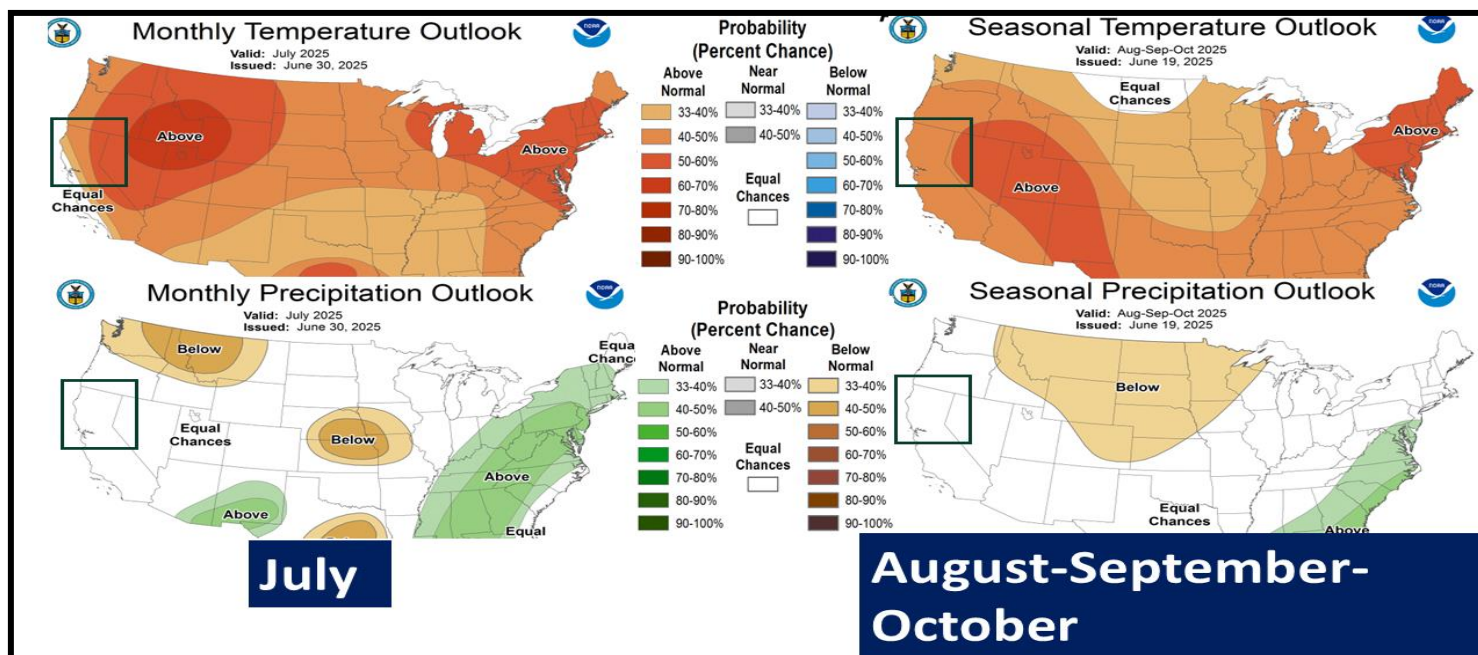 Monthly Temperature Outlook
Valid: July 2025
Issued: June 30, 2025
Above
Above
Equal
Chances
Probability
(Percent Chance)
Above
Normal
Near
Normal
Below
Normal
33-40%
33-40%
33-40%
40-50%
40-50%
40-50%
50-60%
50-60%
60-70%
Equal
Chances
60-70%
70-80%
70-80%
80-90%
80-90%
90-100%
90-100%
NOAA
Seasonal Temperature Outlook
Valid: Aug-Sep-Oct 2025
Issued: June 19, 2025
Equal
Chances
Above
Above
NOAA
Monthly Precipitation Outlook
Valid: July 2025
Issued: June 30, 2025
Below
Equa
Chanc
Equal
Chances
Below
Above
Above
Equal
NOAA
Probability
(Percent Chance)
Above
Normal
Near
Normal
Below
Normal
33-40%
33-40%
33-40%
40-50%
40-50%
40-50%
50-60%
50-60%
60-70%
Equal
Chances
60-70%
70-80%
70-80%
80-90%
80-90%
90-100%
90-100%
Seasonal Precipitation Outlook
Valid: Aug-Sep-Oct 2025
Issued: June 19, 2025
Below
Equal
Chances
Above
NOAA
July
August-September-
October